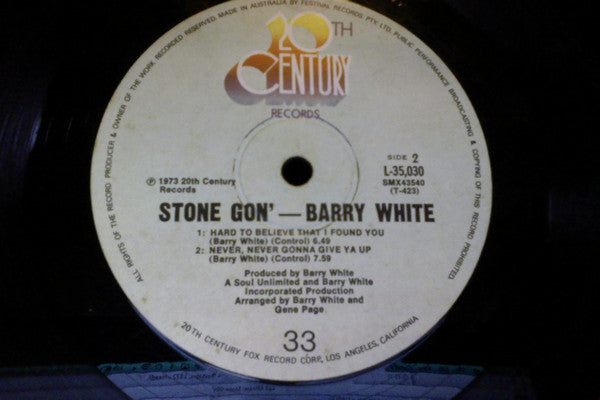 ALL RIGHTS OF THE RECORD PRODUCER & OWNER OF THE WORK RECORDED RESERVED. MADE IN AUSTRALIA BY FESTIVAL RECORDS PTY. LTD. PUBLIC PERFORMANCE BROADCASTING & COPYING OF THIS RECORD PROHIBITED.
20TH
CENTURY
RECORDS
SIDE 2
L-35,030
SMX43540
(T-423)
℗ 1973 20th Century
Records
STONE GON' — BARRY WHITE
1: HARD TO BELIEVE THAT I FOUND YOU
(Barry White) (Control) 6.49
2: NEVER, NEVER GONNA GIVE YA UP
(Barry White) (Control) 7.59
Produced by Barry White
A Soul Unlimited and Barry White
Incorporated Production
Arranged by Barry White and
Gene Page
33
20TH CENTURY FOX RECORD CORP, LOS ANGELES, CALIFORNIA